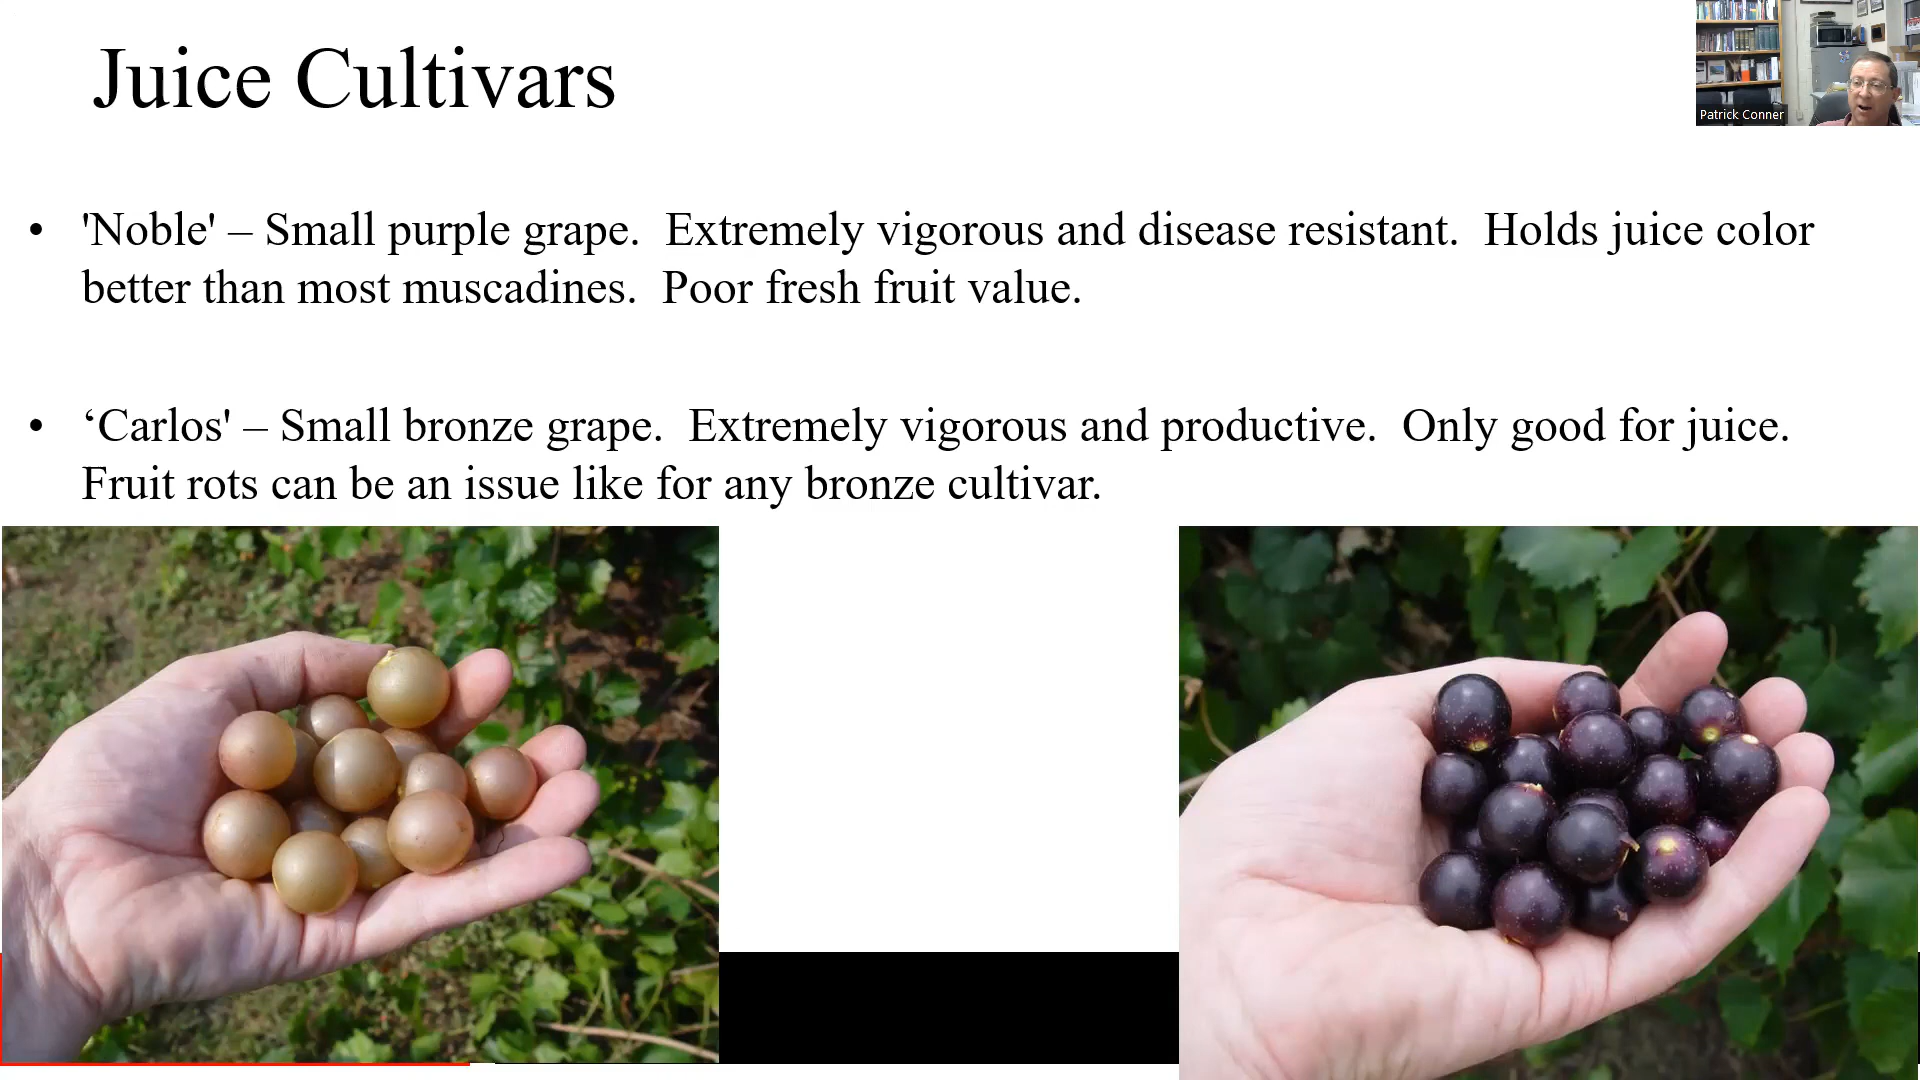 Juice Cultivars
Patrick Conner
• 'Noble' – Small purple grape.  Extremely vigorous and disease resistant.  Holds juice color
better than most muscadines.  Poor fresh fruit value.
• ‘Carlos' – Small bronze grape.  Extremely vigorous and productive.  Only good for juice.
Fruit rots can be an issue like for any bronze cultivar.